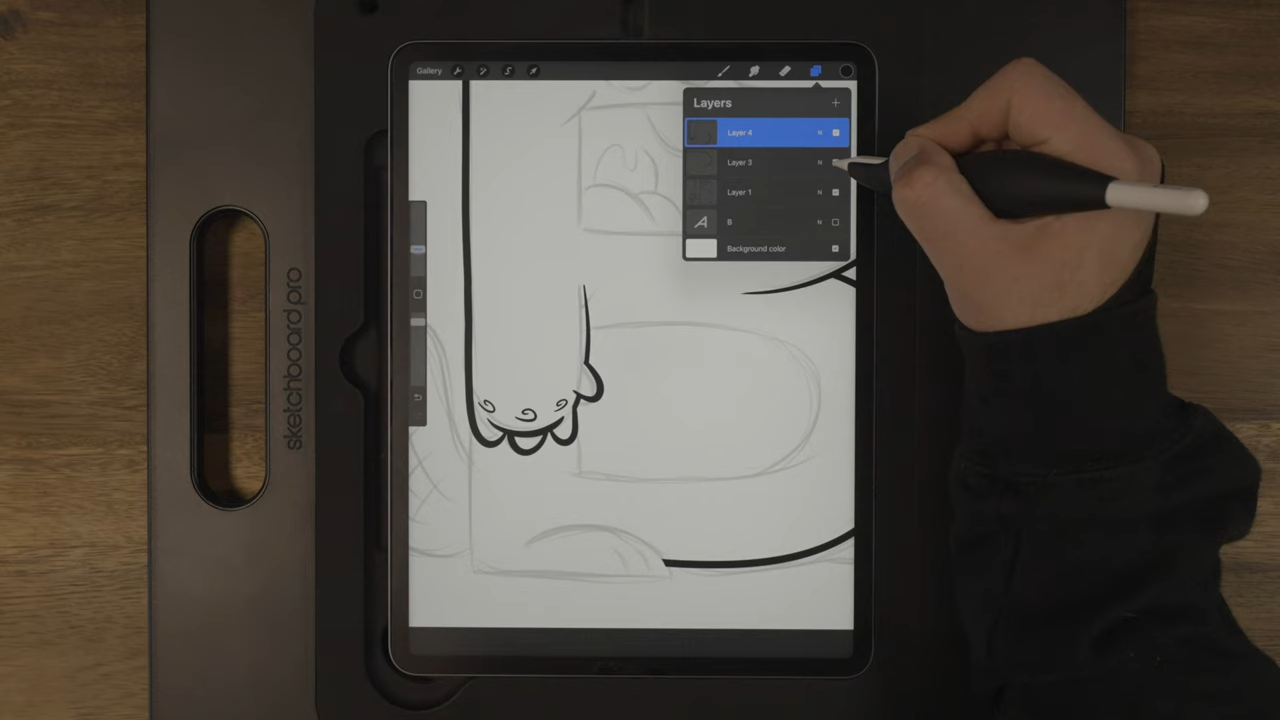 Gallery
Layers
Layer 4 N
Layer 3 N
Layer 1 N
A B N
Background color
sketchboard pro